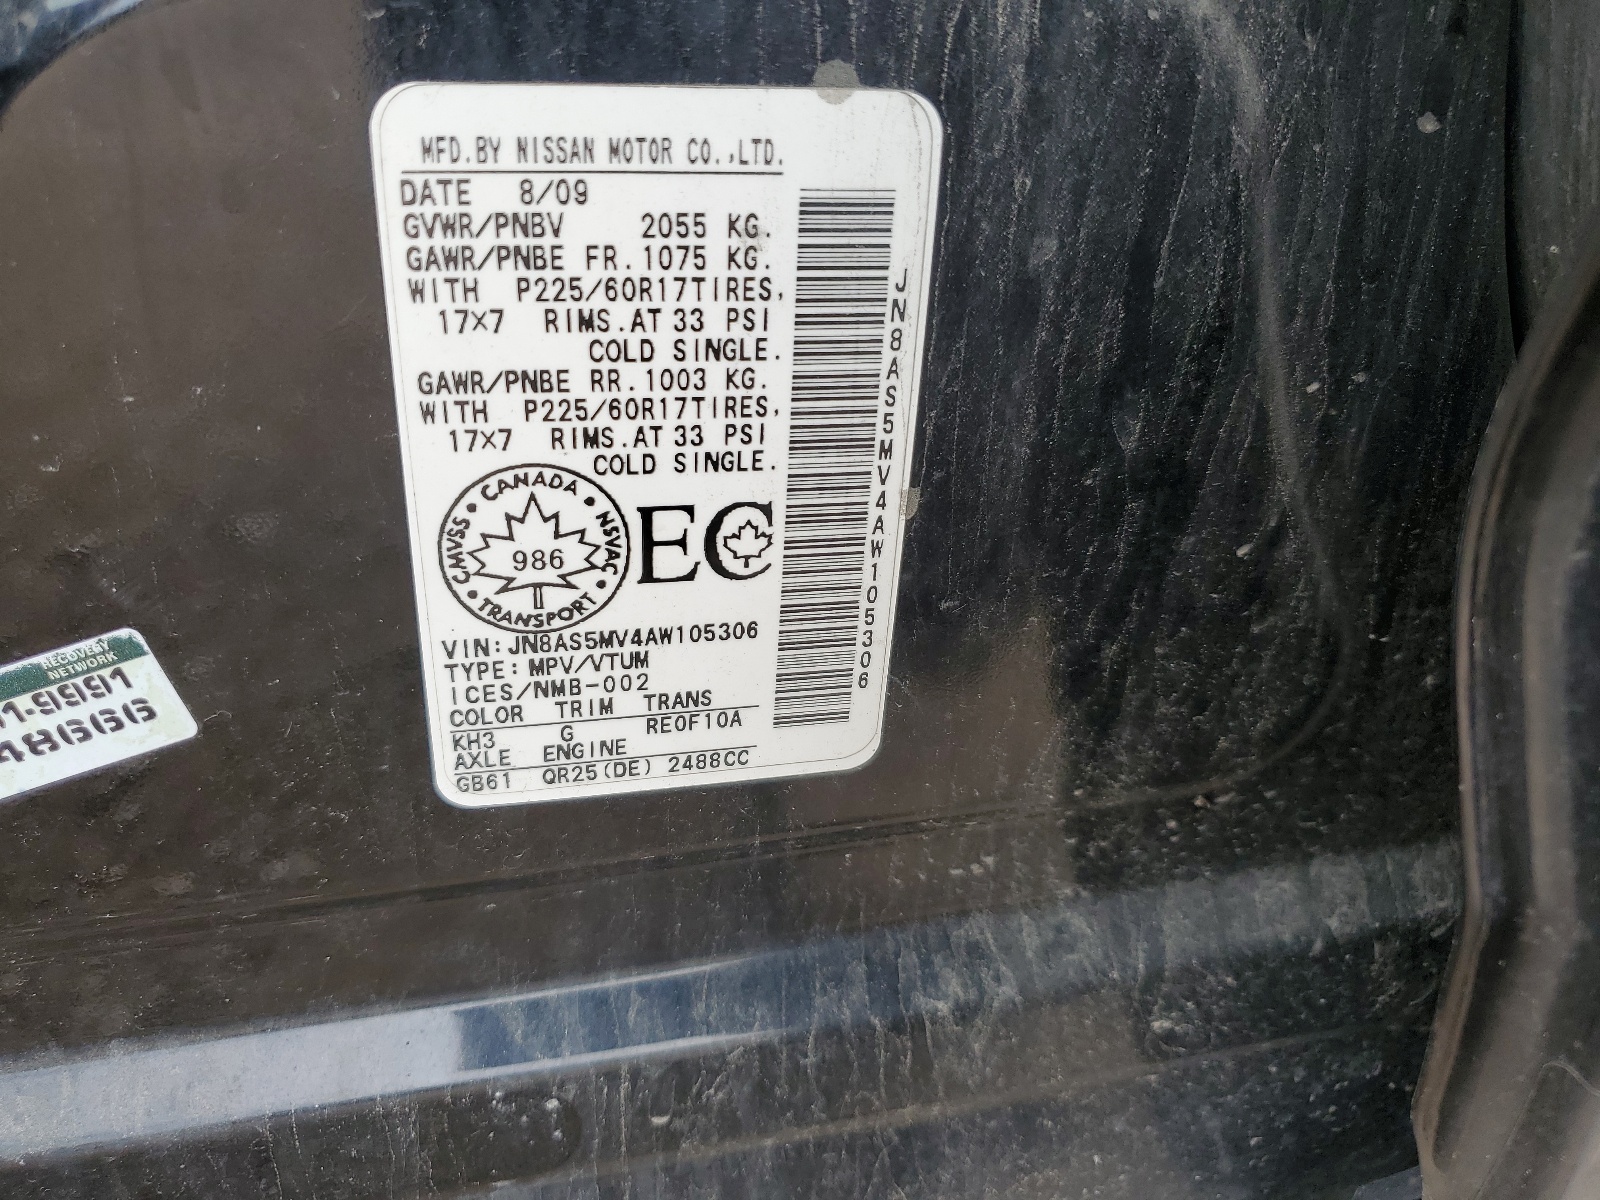 MFD.BY NISSAN MOTOR CO.,LTD.
DATE 8/09
GVWR/PNBV 2055 KG.
GAWR/PNBE FR.1075 KG.
WITH P225/60R17TIRES,
17×7 RIMS.AT 33 PSI
COLD SINGLE.
GAWR/PNBE RR.1003 KG.
WITH P225/60R17TIRES,
17×7 RIMS.AT 33 PSI
COLD SINGLE.
CANADA
CMVSS
NSVAC
986
TRANSPORT
EC
VIN:JN8AS5MV4AW105306
TYPE:MPV/VTUM
ICES/NMB-002
COLOR TRIM TRANS
KH3 G RE0F10A
AXLE ENGINE
GB61 QR25(DE) 2488CC
JN8AS5MV4AW105306
RECOVERY
NETWORK
1-9991
48666